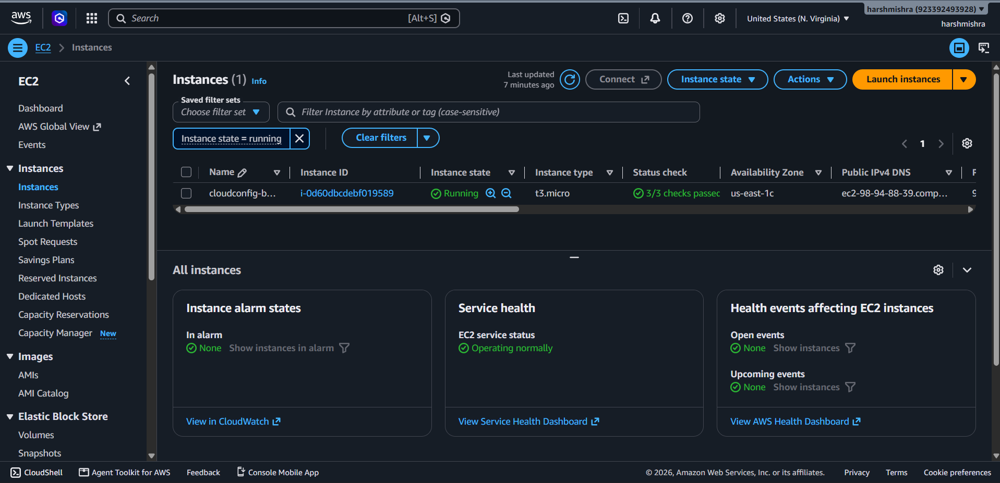 aws
Search [Alt+S]
United States (N. Virginia)
harshmishra (923392493928)
harshmishra
EC2 Instances
EC2
Dashboard
AWS Global View
Events
Instances
Instances
Instance Types
Launch Templates
Spot Requests
Savings Plans
Reserved Instances
Dedicated Hosts
Capacity Reservations
Capacity Manager New
Images
AMIs
AMI Catalog
Elastic Block Store
Volumes
Snapshots
Instances (1) Info
Last updated
7 minutes ago
Connect
Instance state
Actions
Launch instances
Saved filter sets
Choose filter set
Filter Instance by attribute or tag (case-sensitive)
Instance state = running
Clear filters
1
Name Instance ID Instance state Instance type Status check Availability Zone Public IPv4 DNS
cloudconfig-b... i-0d60dbcdebf019589 Running t3.micro 3/3 checks passed us-east-1c ec2-98-94-88-39.comp...
All instances
Instance alarm states
In alarm
None Show instances in alarm
View in CloudWatch
Service health
EC2 service status
Operating normally
View Service Health Dashboard
Health events affecting EC2 instances
Open events
None Show instances
Upcoming events
None Show instances
View AWS Health Dashboard
CloudShell Agent Toolkit for AWS Feedback Console Mobile App
© 2026, Amazon Web Services, Inc. or its affiliates. Privacy Terms Cookie preferences